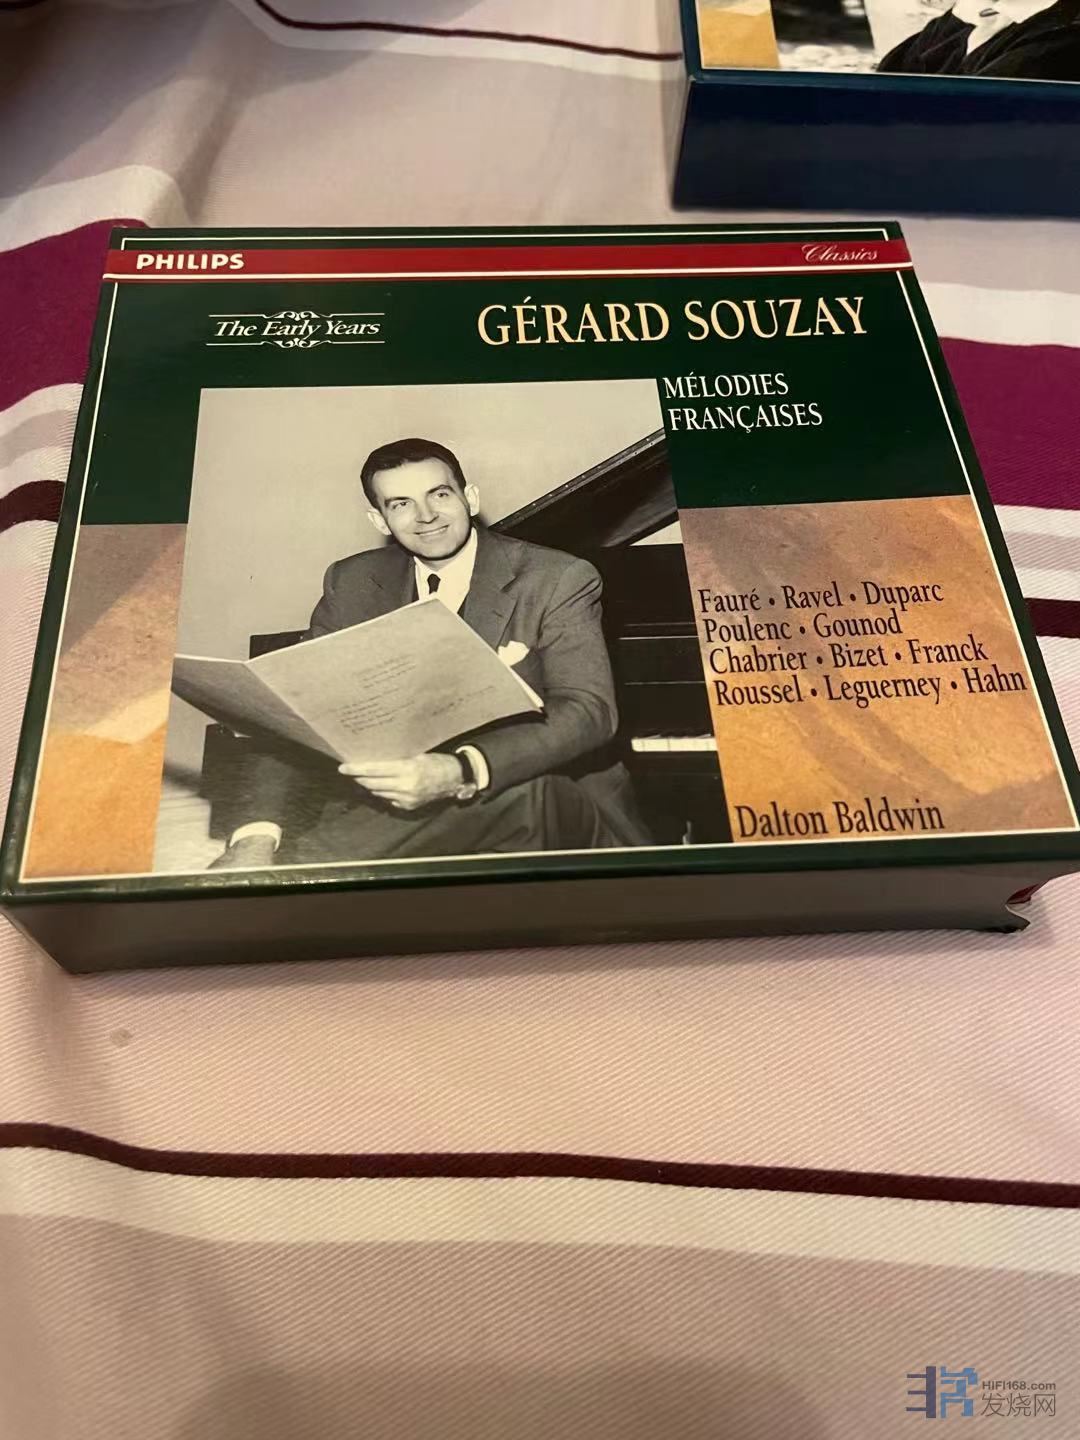 PHILIPS
Classics
The Early Years
GÉRARD SOUZAY
MÉLODIES
FRANÇAISES
Fauré • Ravel • Duparc
Poulenc • Gounod
Chabrier • Bizet • Franck
Roussel • Leguerney • Hahn
Dalton Baldwin
HIFI168.com
发烧网